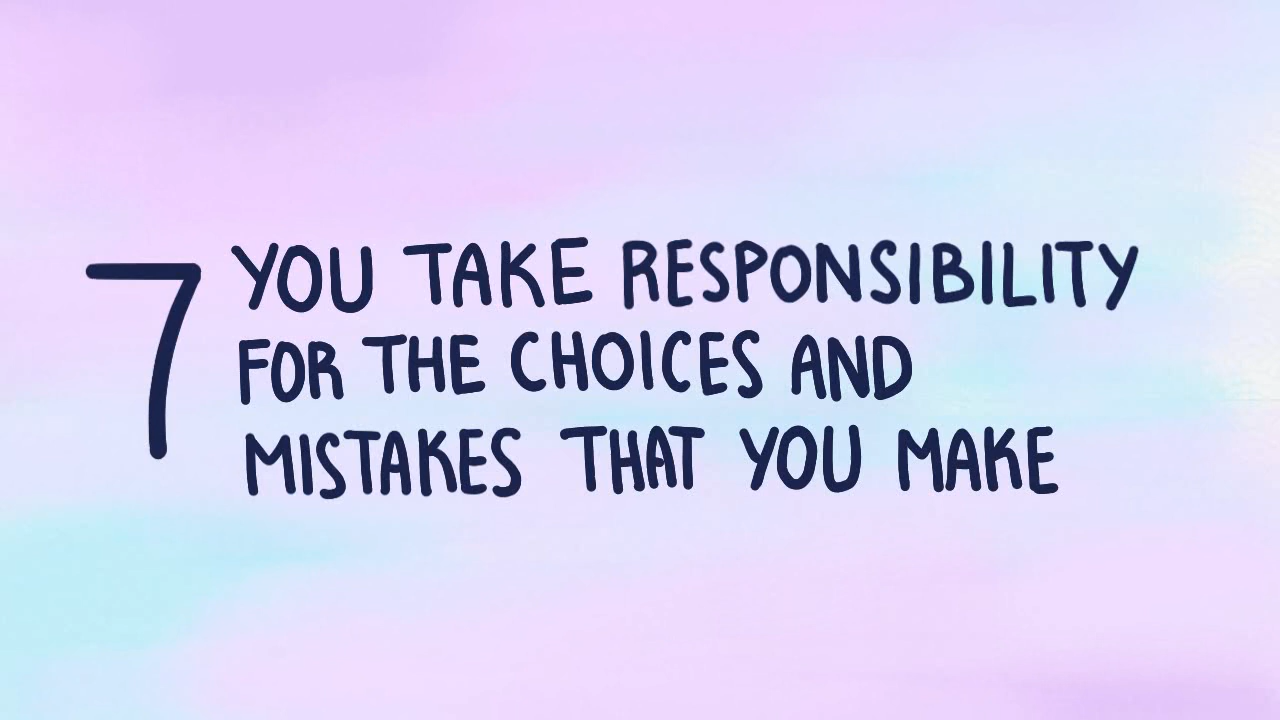 7 YOU TAKE RESPONSIBILITY
FOR THE CHOICES AND
MISTAKES THAT YOU MAKE